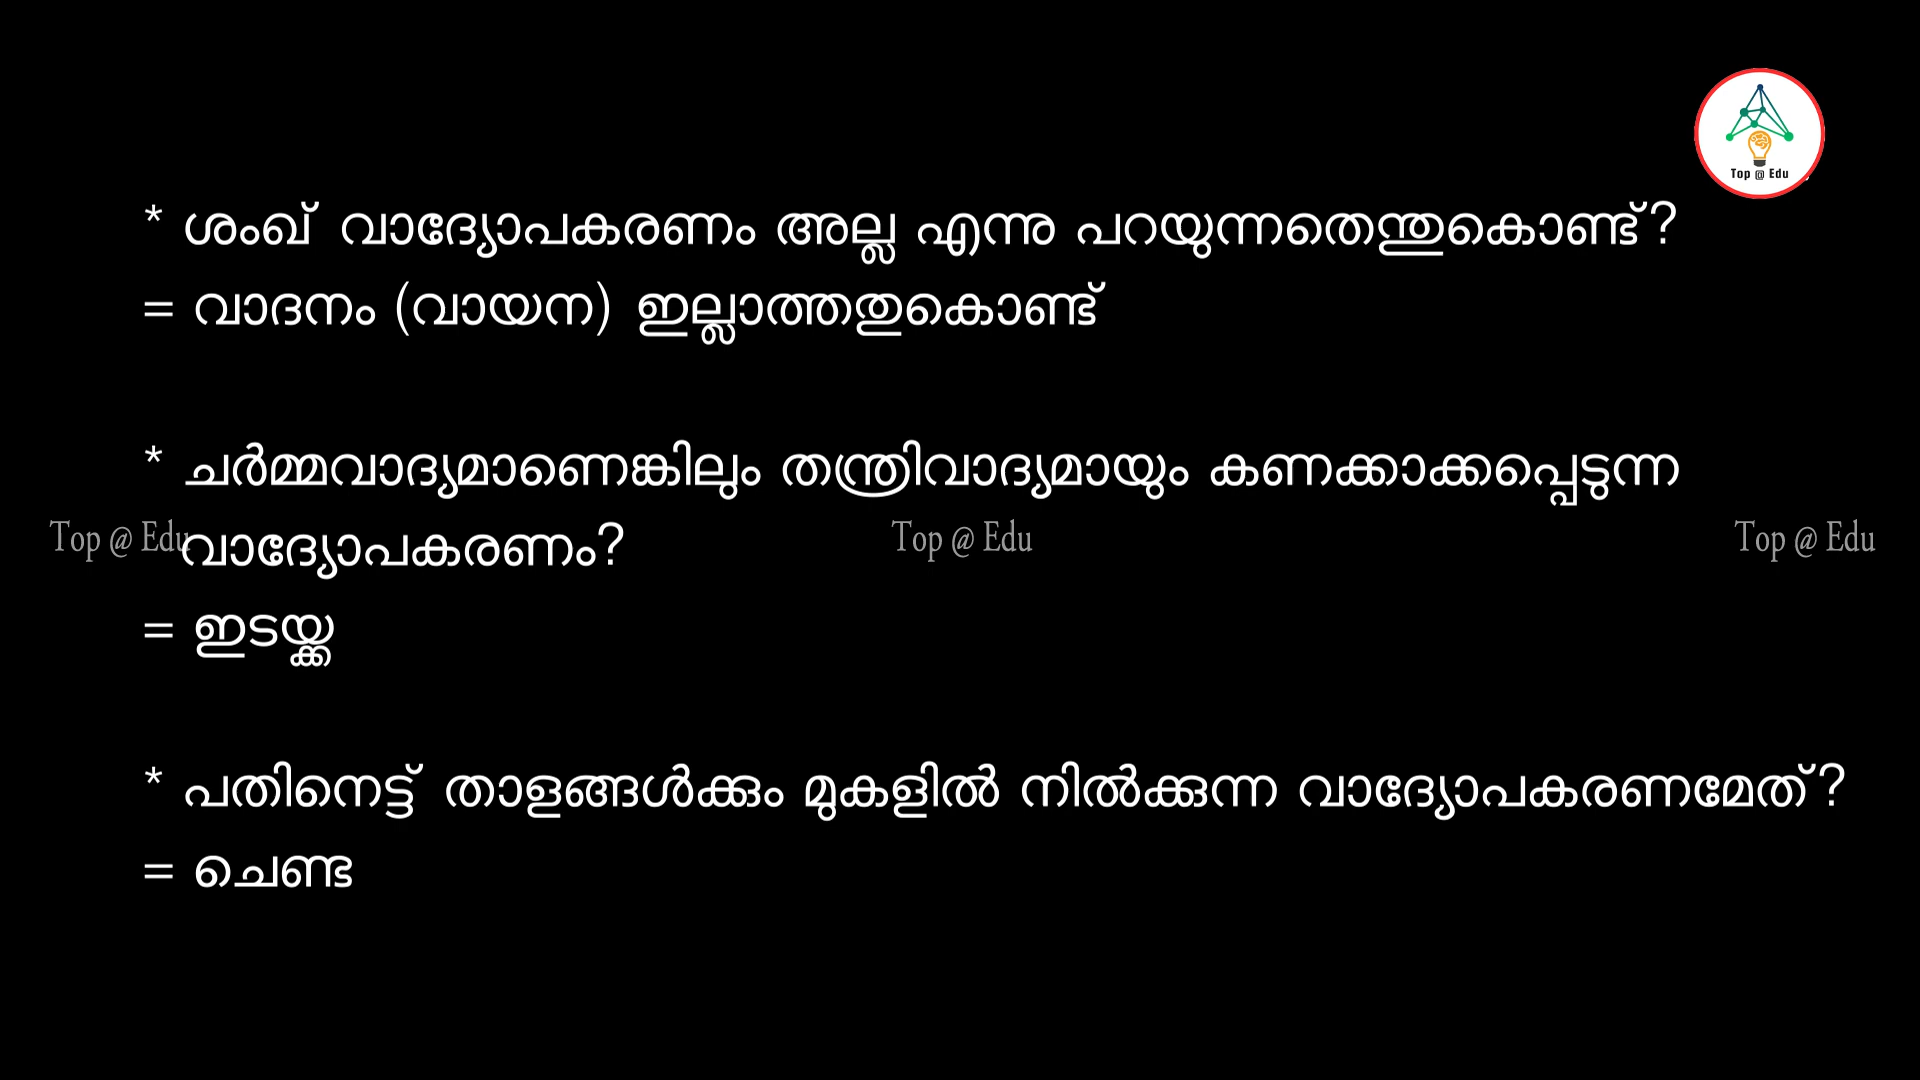 Top @ Edu
* ശംഖ് വാദ്യോപകരണം അല്ല എന്നു പറയുന്നതെന്തുകൊണ്ട്?
= വാദനം (വായന) ഇല്ലാത്തതുകൊണ്ട്
* ചർമ്മവാദ്യമാണെങ്കിലും തന്ത്രിവാദ്യമായും കണക്കാക്കപ്പെടുന്ന
വാദ്യോപകരണം?
Top @ Edu Top @ Edu Top @ Edu
= ഇടയ്ക്ക
* പതിനെട്ട് താളങ്ങൾക്കും മുകളിൽ നിൽക്കുന്ന വാദ്യോപകരണമേത്?
= ചെണ്ട